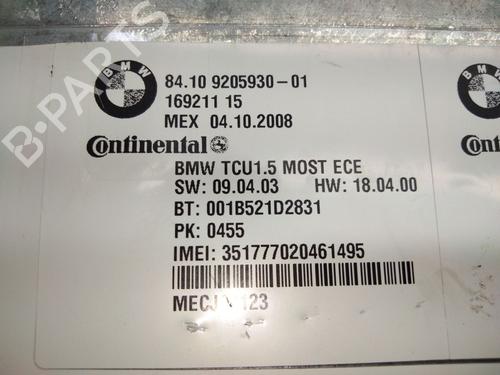 BMW
84.10 9205930-01
169211 15
MEX 04.10.2008
Continental
BMW TCU1.5 MOST ECE
SW: 09.04.03 HW: 18.04.00
BT: 001B521D2831
PK: 0455
IMEI: 351777020461495
123
B-PARTS